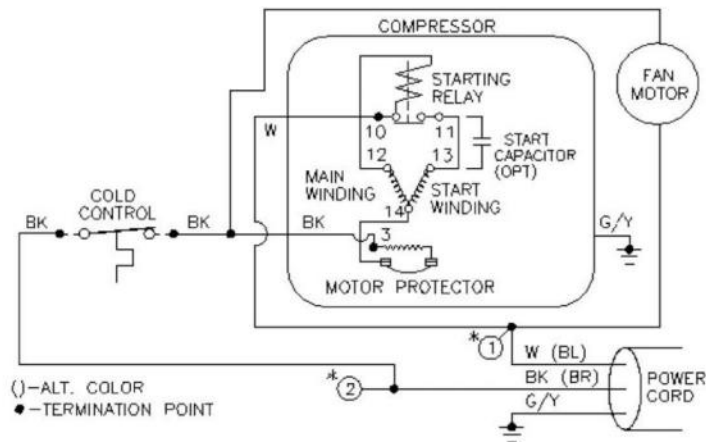 COMPRESSOR
STARTING
RELAY
FAN
MOTOR
W
10
11
START
CAPACITOR
(OPT)
12
13
MAIN
WINDING
START
WINDING
14
COLD
CONTROL
BK
BK
BK
3
G/Y
MOTOR PROTECTOR
*1
W (BL)
*2
BK (BR)
POWER
CORD
G/Y
()-ALT. COLOR
●-TERMINATION POINT